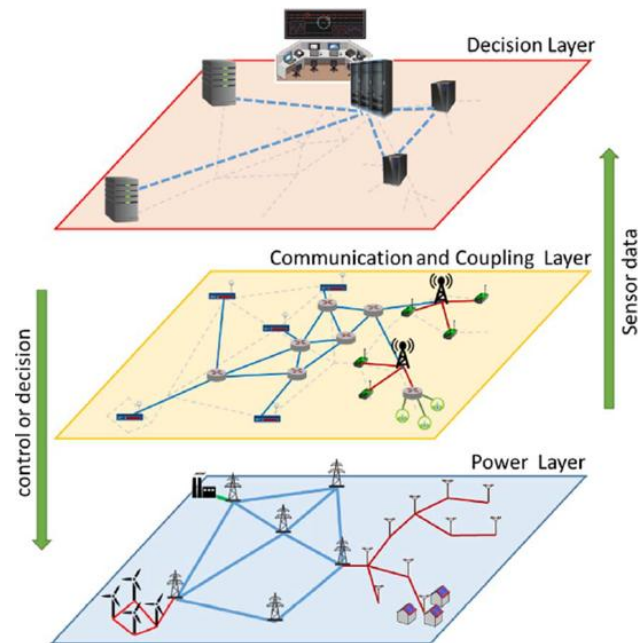 Decision Layer
Communication and Coupling Layer
Power Layer
control or decision
Sensor data